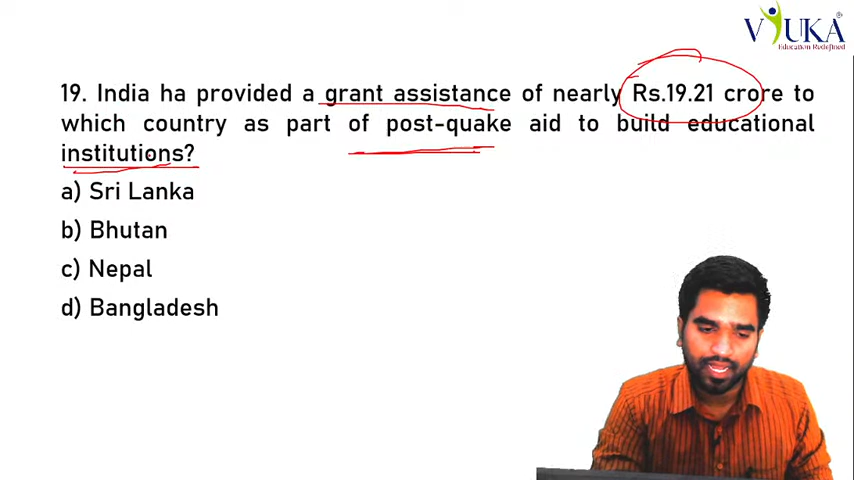 VYUKA
Education Redefined
19. India ha provided a grant assistance of nearly Rs.19.21 crore to
which country as part of post-quake aid to build educational
institutions?
a) Sri Lanka
b) Bhutan
c) Nepal
d) Bangladesh